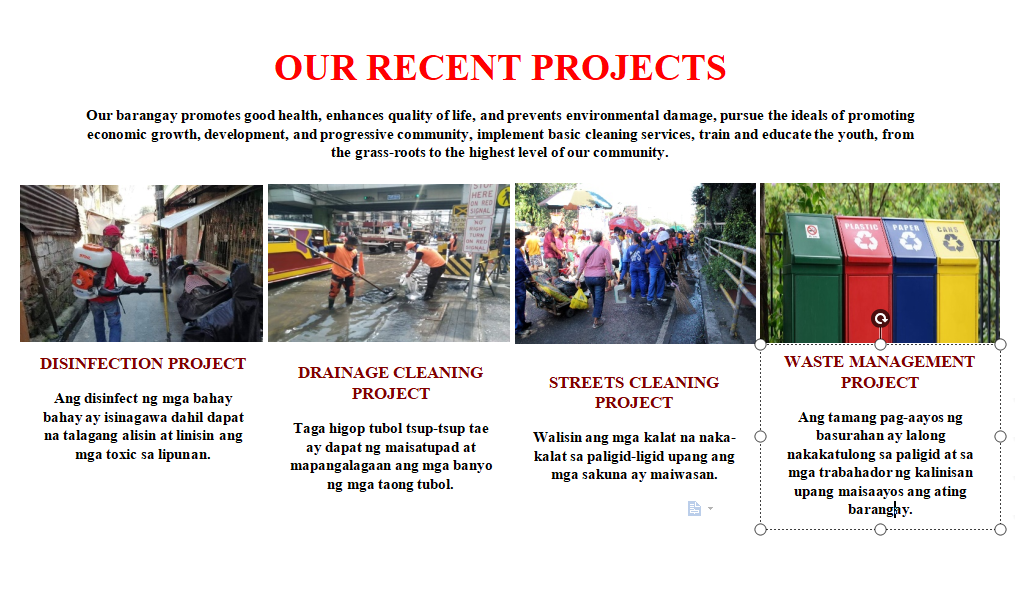 OUR RECENT PROJECTS
Our barangay promotes good health, enhances quality of life, and prevents environmental damage, pursue the ideals of promoting
economic growth, development, and progressive community, implement basic cleaning services, train and educate the youth, from
the grass-roots to the highest level of our community.
STOP
HERE
ON RED
SIGNAL
NO
RIGHT
TURN
ON RED
SIGNAL
PLASTIC
PAPER
CANS
DISINFECTION PROJECT
Ang disinfect ng mga bahay
bahay ay isinagawa dahil dapat
na talagang alisin at linisin ang
mga toxic sa lipunan.
DRAINAGE CLEANING
PROJECT
Taga higop tubol tsup-tsup tae
ay dapat ng maisatupad at
mapangalagaan ang mga banyo
ng mga taong tubol.
STREETS CLEANING
PROJECT
Walisin ang mga kalat na naka-
kalat sa paligid-ligid upang ang
mga sakuna ay maiwasan.
WASTE MANAGEMENT
PROJECT
Ang tamang pag-aayos ng
basurahan ay lalong
nakakatulong sa paligid at sa
mga trabahador ng kalinisan
upang maisaayos ang ating
barangay.